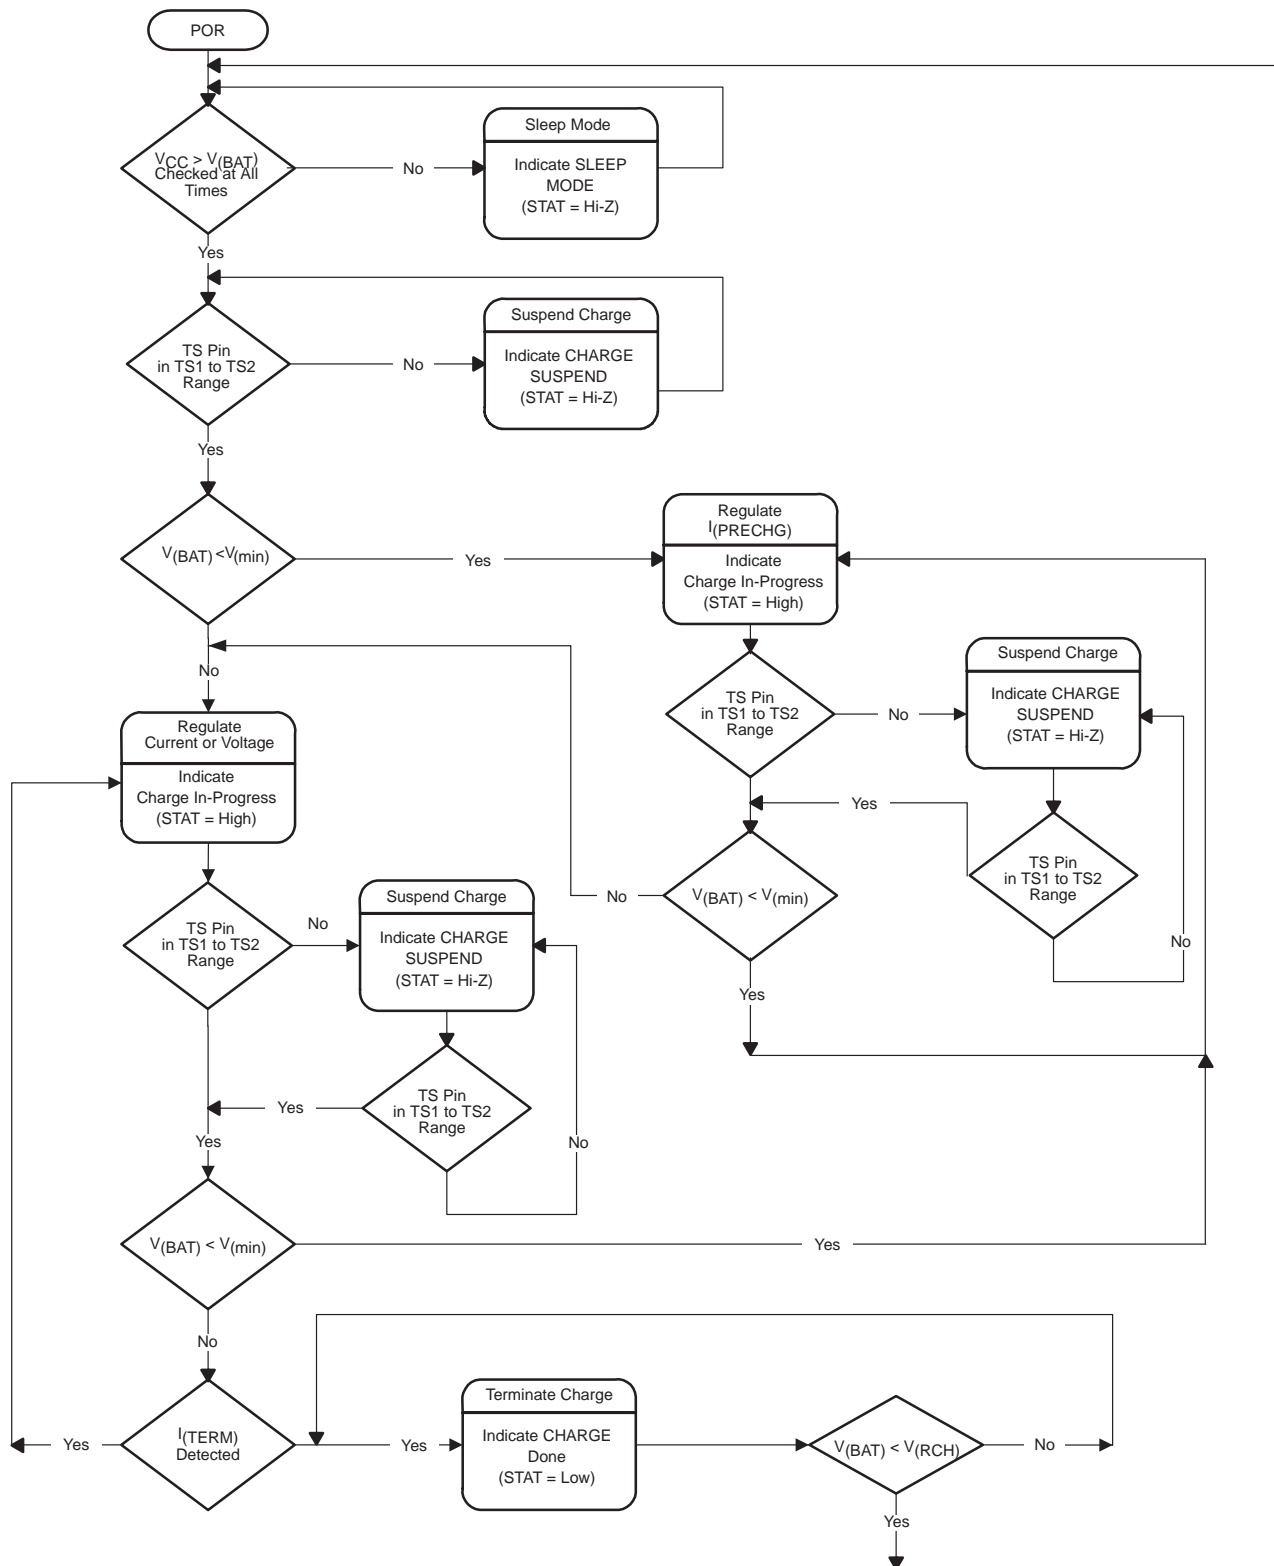 POR
VCC > V(BAT)
Checked at All
Times
No
Sleep Mode
Indicate SLEEP
MODE
(STAT = Hi-Z)
Yes
TS Pin
in TS1 to TS2
Range
No
Suspend Charge
Indicate CHARGE
SUSPEND
(STAT = Hi-Z)
Yes
V(BAT) <V(min)
Yes
Regulate
I(PRECHG)
Indicate
Charge In-Progress
(STAT = High)
No
TS Pin
in TS1 to TS2
Range
No
Suspend Charge
Indicate CHARGE
SUSPEND
(STAT = Hi-Z)
Regulate
Current or Voltage
Indicate
Charge In-Progress
(STAT = High)
Yes
TS Pin
in TS1 to TS2
Range
No
V(BAT) < V(min)
No
Yes
TS Pin
in TS1 to TS2
Range
No
Suspend Charge
Indicate CHARGE
SUSPEND
(STAT = Hi-Z)
TS Pin
in TS1 to TS2
Range
Yes
No
Yes
V(BAT) < V(min)
Yes
No
I(TERM)
Detected
Yes
Yes
Terminate Charge
Indicate CHARGE
Done
(STAT = Low)
V(BAT) < V(RCH)
No
Yes